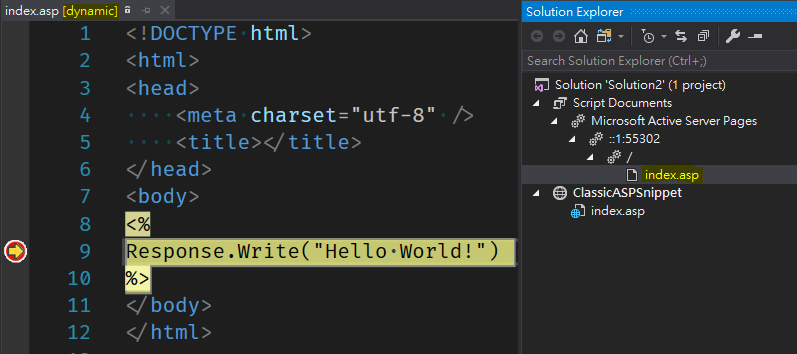 index.asp [dynamic]
1 <!DOCTYPE·html>
2 <html>
3 <head>
4 ····<meta·charset="utf-8"·/>
5 ····<title></title>
6 </head>
7 <body>
8 <%
9 Response.Write("Hello·World!")
10 %>
11 </body>
12 </html>
Solution Explorer
Search Solution Explorer (Ctrl+;)
Solution 'Solution2' (1 project)
Script Documents
Microsoft Active Server Pages
::1:55302
/
index.asp
ClassicASPSnippet
index.asp